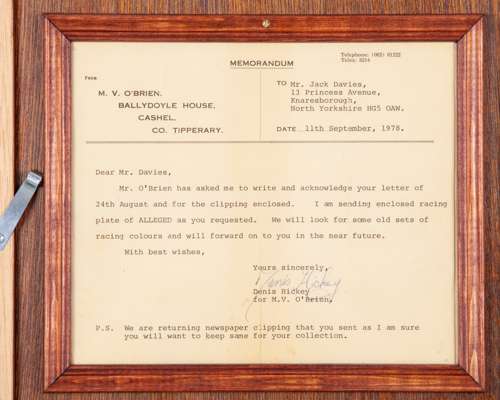 MEMORANDUM
Telephone: (062) 61222
Telex: 8214
From
M. V. O'BRIEN.
BALLYDOYLE HOUSE,
CASHEL,
CO. TIPPERARY.
TO Mr. Jack Davies,
13 Princess Avenue,
Knaresborough,
North Yorkshire HG5 OAW.
DATE 11th September, 1978.
Dear Mr. Davies,
Mr. O'Brien has asked me to write and acknowledge your letter of
24th August and for the clipping enclosed. I am sending enclosed racing
plate of ALLEGED as you requested. We will look for some old sets of
racing colours and will forward on to you in the near future.
With best wishes,
Yours sincerely,
Denis Hickey
Denis Hickey
for M.V. O'Brien,
P.S. We are returning newspaper clipping that you sent as I am sure
you will want to keep same for your collection.